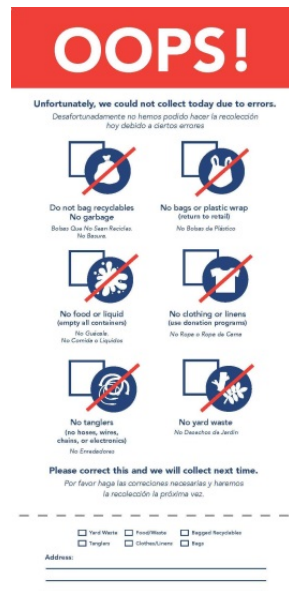 OOPS!
Unfortunately, we could not collect today due to errors.
Desafortunadamente no hemos podido hacer la recolección
hoy debido a ciertos errores
Do not bag recyclables
No garbage
Bolsas Que No Sean Reciclas
No Basura.
No bags or plastic wrap
(return to retail)
No Bolsas de Plástico
No food or liquid
(empty all containers)
No Guácala.
No Comida o Liquidos
No clothing or linens
(use donation programs)
No Ropa o Ropa de Cama
No tanglers
(no hoses, wires,
chains, or electronics)
No Enredadores
No yard waste
No Desechos de Jardín
Please correct this and we will collect next time.
Por favor haga las correciones necesarias y haremos
la recolección la próxima vez.
Yard Waste Food/Waste Bagged Recyclables
Tanglers Clothes/Linens Bags
Address: